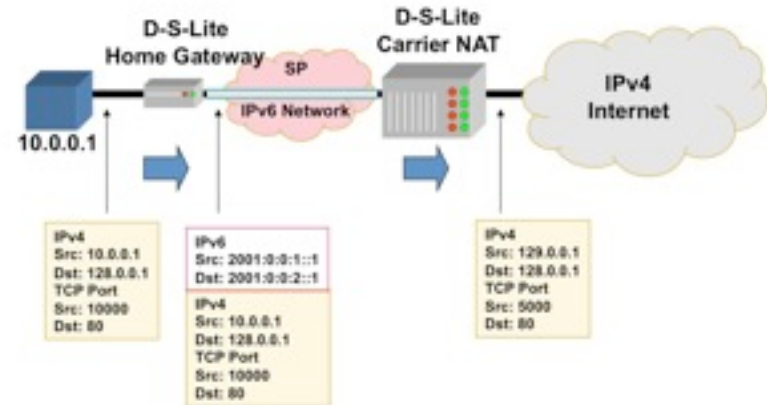 D-S-Lite
Home Gateway
D-S-Lite
Carrier NAT
SP
IPv6 Network
IPv4
Internet
10.0.0.1
IPv4
Src: 10.0.0.1
Dst: 128.0.0.1
TCP Port
Src: 10000
Dst: 80
IPv6
Src: 2001:0:0:1::1
Dst: 2001:0:0:2::1
IPv4
Src: 10.0.0.1
Dst: 128.0.0.1
TCP Port
Src: 10000
Dst: 80
IPv4
Src: 129.0.0.1
Dst: 128.0.0.1
TCP Port
Src: 5000
Dst: 80